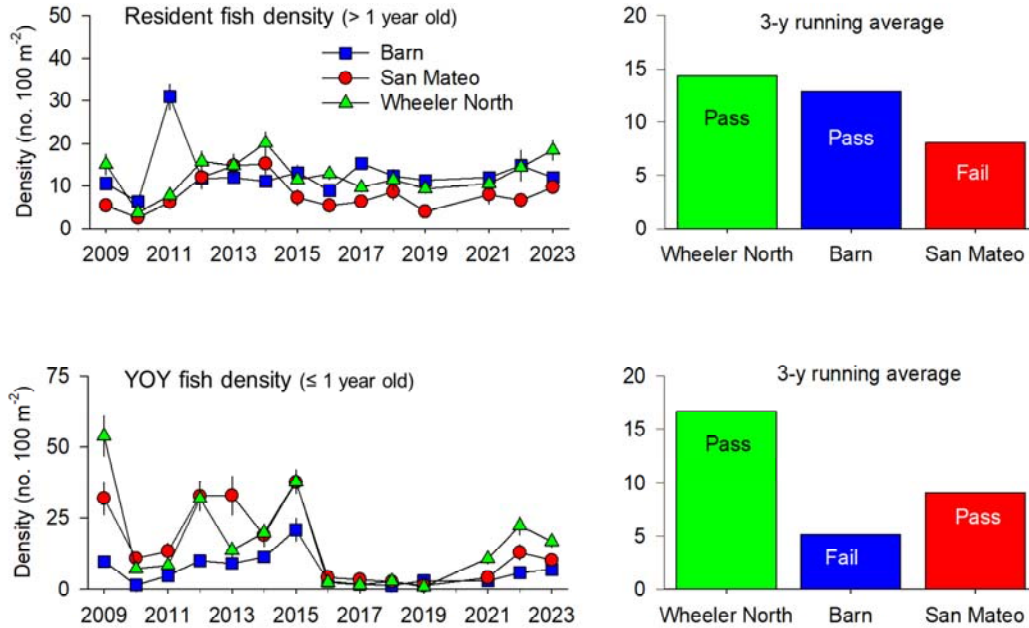 Resident fish density (> 1 year old)
Barn
San Mateo
Wheeler North
Density (no. 100 m⁻²)
50
40
30
20
10
0
2009 2011 2013 2015 2017 2019 2021 2023
3-y running average
20
15
10
5
0
Pass
Pass
Fail
Wheeler North Barn San Mateo
YOY fish density (≤ 1 year old)
Density (no. 100 m⁻²)
75
50
25
0
2009 2011 2013 2015 2017 2019 2021 2023
3-y running average
20
15
10
5
0
Pass
Fail
Pass
Wheeler North Barn San Mateo